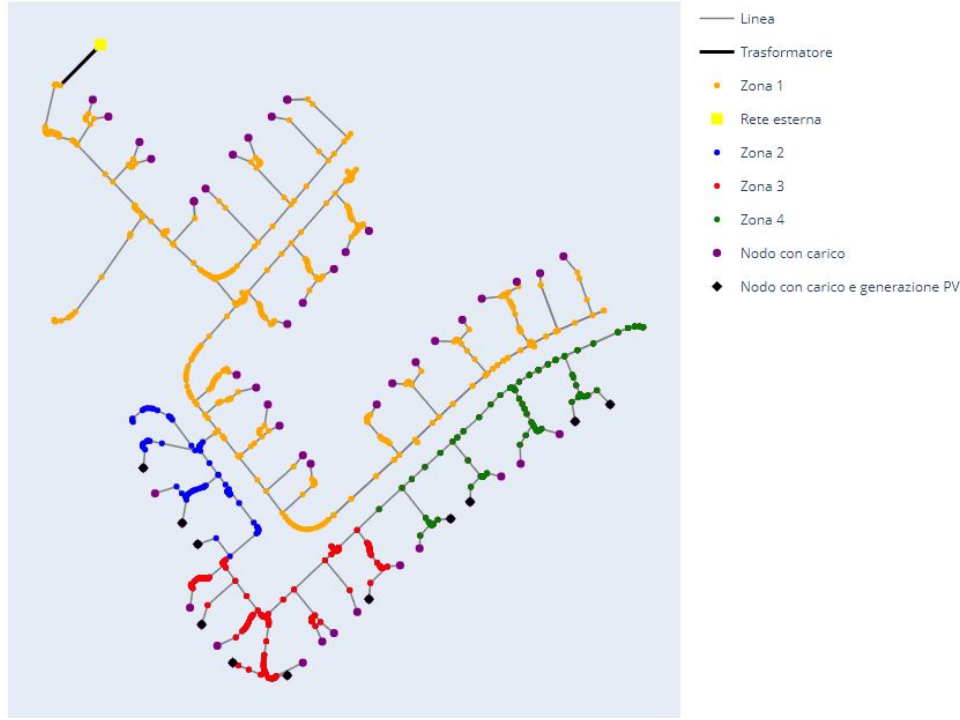 Linea
Trasformatore
Zona 1
Rete esterna
Zona 2
Zona 3
Zona 4
Nodo con carico
Nodo con carico e generazione PV